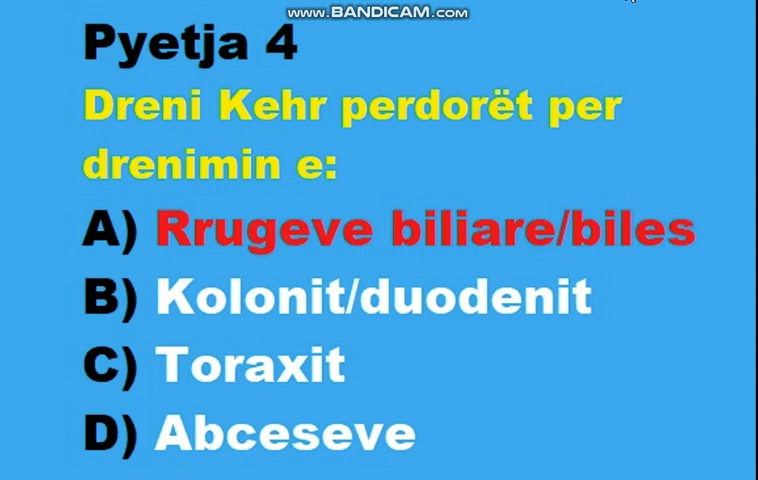 www.BANDICAM.com
Pyetja 4
Dreni Kehr perdorët per
drenimin e:
A) Rrugeve biliare/biles
B) Kolonit/duodenit
C) Toraxit
D) Abceseve